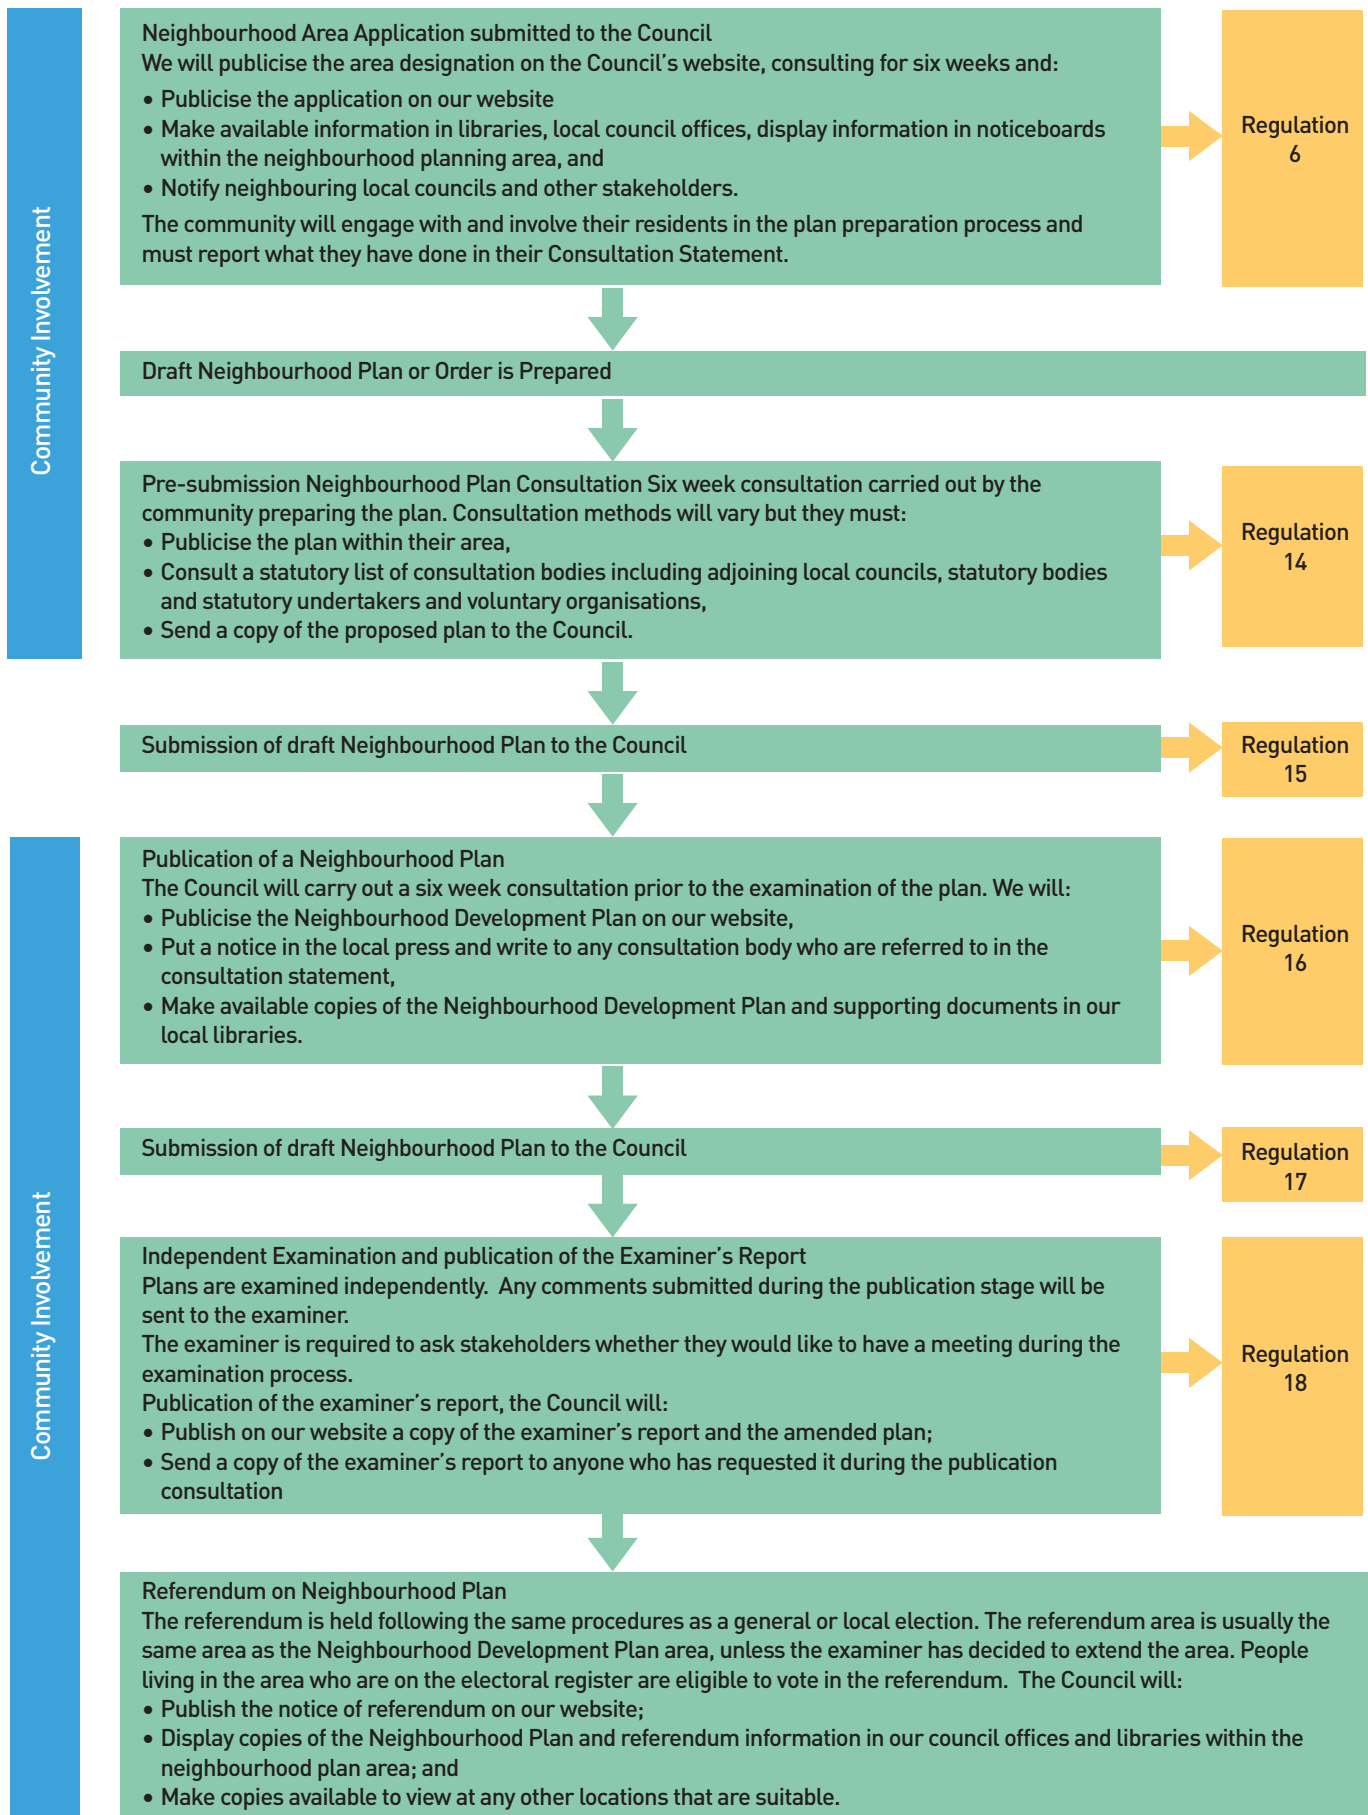 Community Involvement
Neighbourhood Area Application submitted to the Council
We will publicise the area designation on the Council's website, consulting for six weeks and:
• Publicise the application on our website
• Make available information in libraries, local council offices, display information in noticeboards
within the neighbourhood planning area, and
• Notify neighbouring local councils and other stakeholders.
The community will engage with and involve their residents in the plan preparation process and
must report what they have done in their Consultation Statement.
Regulation
6
Draft Neighbourhood Plan or Order is Prepared
Pre-submission Neighbourhood Plan Consultation Six week consultation carried out by the
community preparing the plan. Consultation methods will vary but they must:
• Publicise the plan within their area,
• Consult a statutory list of consultation bodies including adjoining local councils, statutory bodies
and statutory undertakers and voluntary organisations,
• Send a copy of the proposed plan to the Council.
Regulation
14
Submission of draft Neighbourhood Plan to the Council
Regulation
15
Community Involvement
Publication of a Neighbourhood Plan
The Council will carry out a six week consultation prior to the examination of the plan. We will:
• Publicise the Neighbourhood Development Plan on our website,
• Put a notice in the local press and write to any consultation body who are referred to in the
consultation statement,
• Make available copies of the Neighbourhood Development Plan and supporting documents in our
local libraries.
Regulation
16
Submission of draft Neighbourhood Plan to the Council
Regulation
17
Independent Examination and publication of the Examiner's Report
Plans are examined independently. Any comments submitted during the publication stage will be
sent to the examiner.
The examiner is required to ask stakeholders whether they would like to have a meeting during the
examination process.
Publication of the examiner's report, the Council will:
• Publish on our website a copy of the examiner's report and the amended plan;
• Send a copy of the examiner's report to anyone who has requested it during the publication
consultation
Regulation
18
Referendum on Neighbourhood Plan
The referendum is held following the same procedures as a general or local election. The referendum area is usually the
same area as the Neighbourhood Development Plan area, unless the examiner has decided to extend the area. People
living in the area who are on the electoral register are eligible to vote in the referendum. The Council will:
• Publish the notice of referendum on our website;
• Display copies of the Neighbourhood Plan and referendum information in our council offices and libraries within the
neighbourhood plan area; and
• Make copies available to view at any other locations that are suitable.